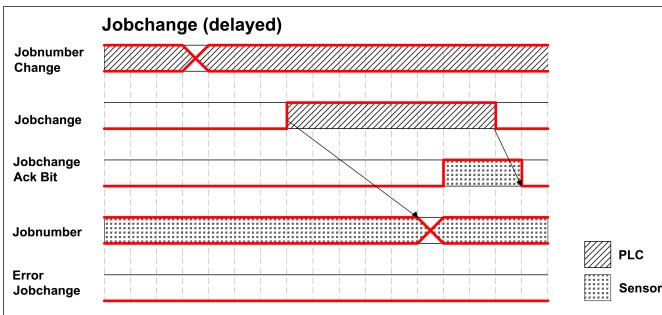 Jobchange (delayed)
Jobnumber
Change
Jobchange
Jobchange
Ack Bit
Jobnumber
Error
Jobchange
PLC
Sensor